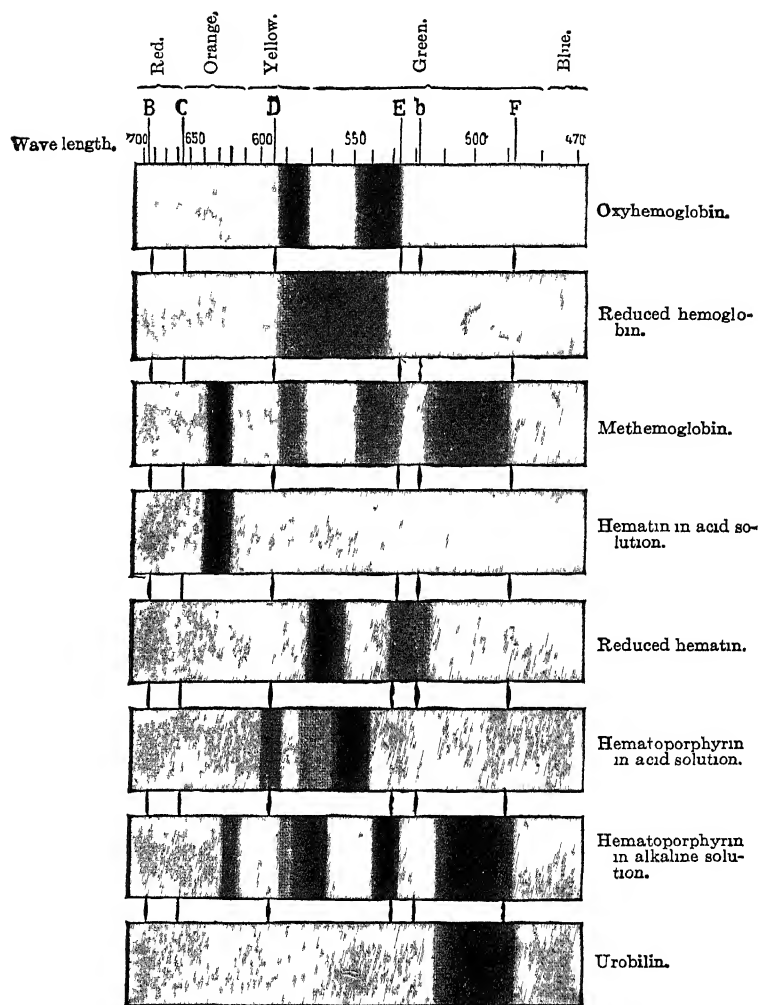 Red. Orange, Yellow. Green. Blue.
B C D E b F
Wave length. 700 650 600 550 500 470
Oxyhemoglobin.
Reduced hemoglo-
bin.
Methemoglobin.
Hematin in acid so-
lution.
Reduced hematin.
Hematoporphyrin
in acid solution.
Hematoporphyrin
in alkaline solu-
tion.
Urobilin.